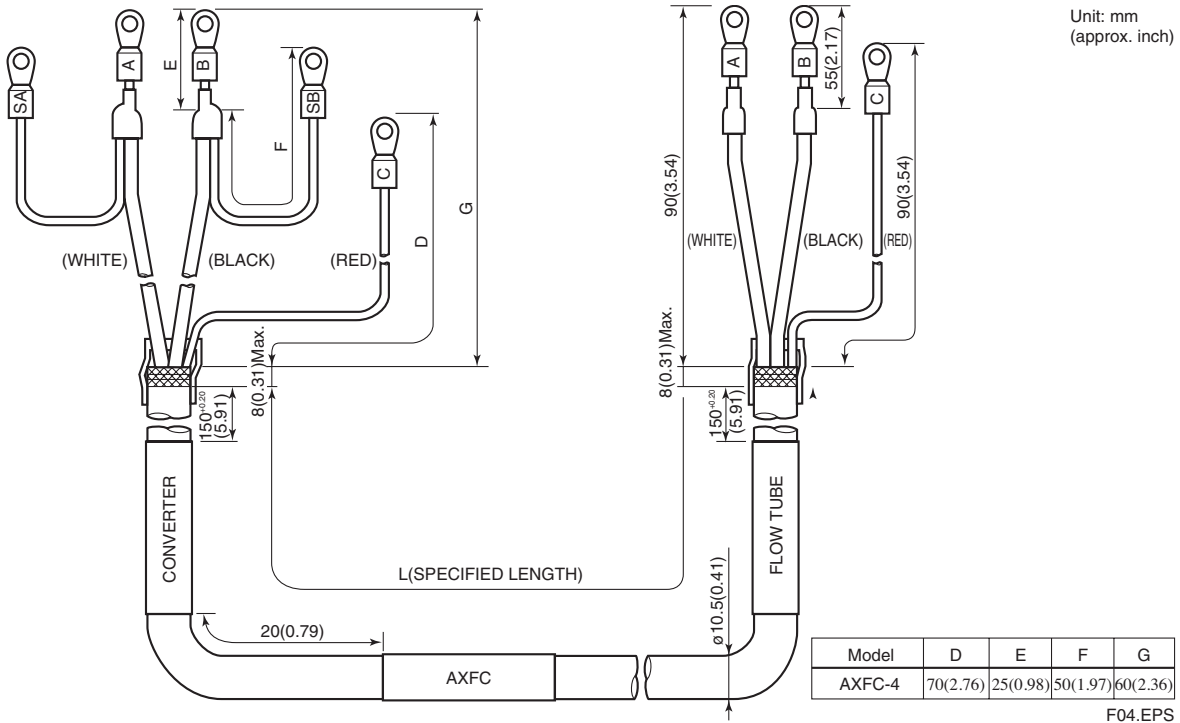 Unit: mm
(approx. inch)
SA
A
E
B
SB
F
C
G
D
(WHITE)
(BLACK)
(RED)
8(0.31)Max.
150+0.20
(5.91)
CONVERTER
20(0.79)
L(SPECIFIED LENGTH)
AXFC
A
B
55(2.17)
C
90(3.54)
90(3.54)
(WHITE)
(BLACK)
(RED)
8(0.31)Max.
150+0.20
(5.91)
FLOW TUBE
ø10.5(0.41)
Model D E F G
AXFC-4 70(2.76) 25(0.98) 50(1.97) 60(2.36)
F04.EPS